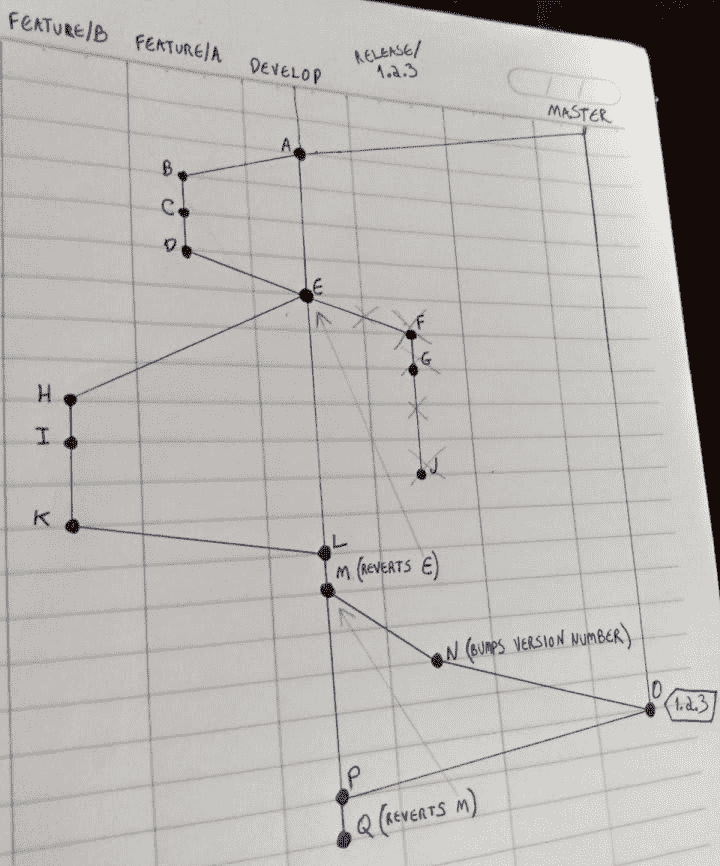 FEATURE/B
FEATURE/A
DEVELOP
RELEASE/
1.2.3
MASTER
A
B
C
D
E
F
G
H
I
J
K
L
M (REVERTS E)
N (BUMPS VERSION NUMBER)
O
1.2.3
P
Q (REVERTS M)